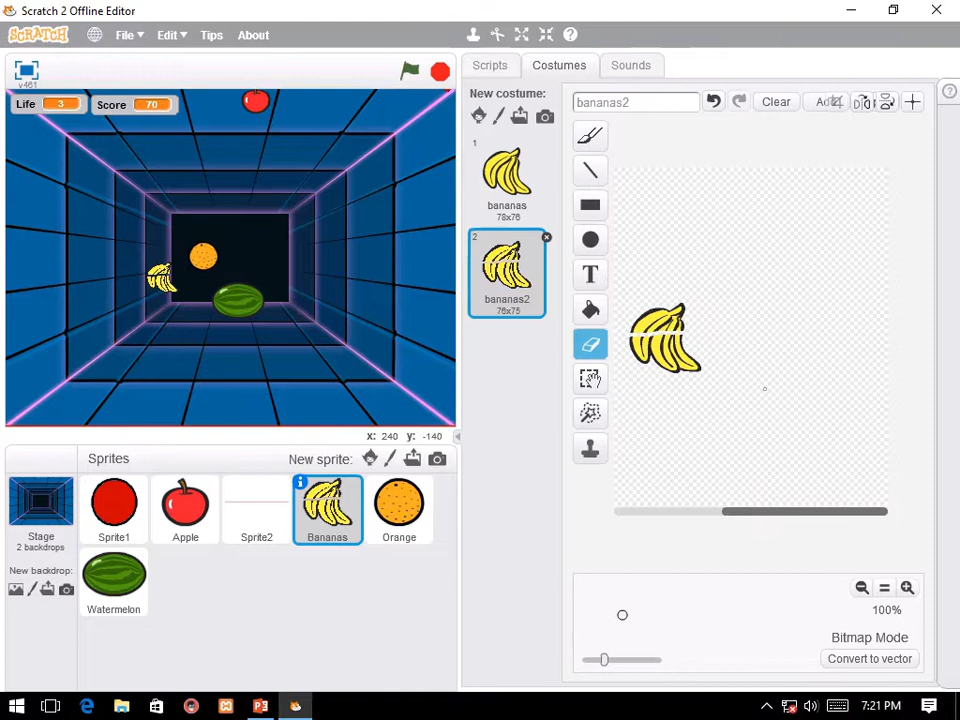 Scratch 2 Offline Editor
SCRATCH File Edit Tips About
v461
Scripts Costumes Sounds
Life 3 Score 70
New costume:
bananas2
Clear
1
bananas
78x76
2
bananas2
76x75
T
x: 240 y: -140
Sprites
New sprite:
Stage
2 backdrops
New backdrop:
Sprite1
Apple
Sprite2
Bananas
Orange
Watermelon
100%
Bitmap Mode
Convert to vector
7:21 PM